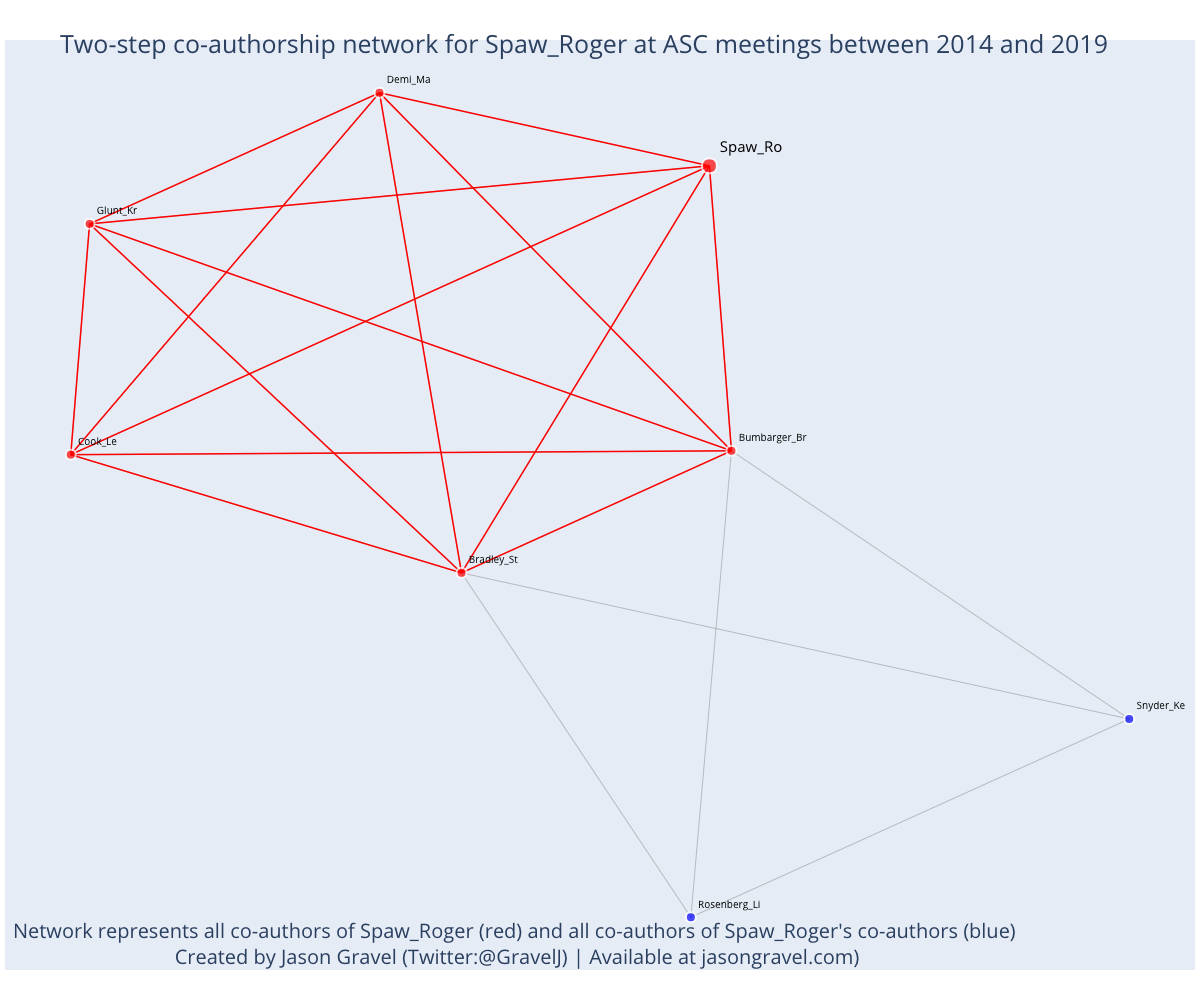 Two-step co-authorship network for Spaw_Roger at ASC meetings between 2014 and 2019
Demi_Ma
Spaw_Ro
Glunt_Kr
Cook_Le
Bumbarger_Br
Bradley_St
Snyder_Ke
Rosenberg_Li
Network represents all co-authors of Spaw_Roger (red) and all co-authors of Spaw_Roger's co-authors (blue)
Created by Jason Gravel (Twitter:@GravelJ) | Available at jasongravel.com)